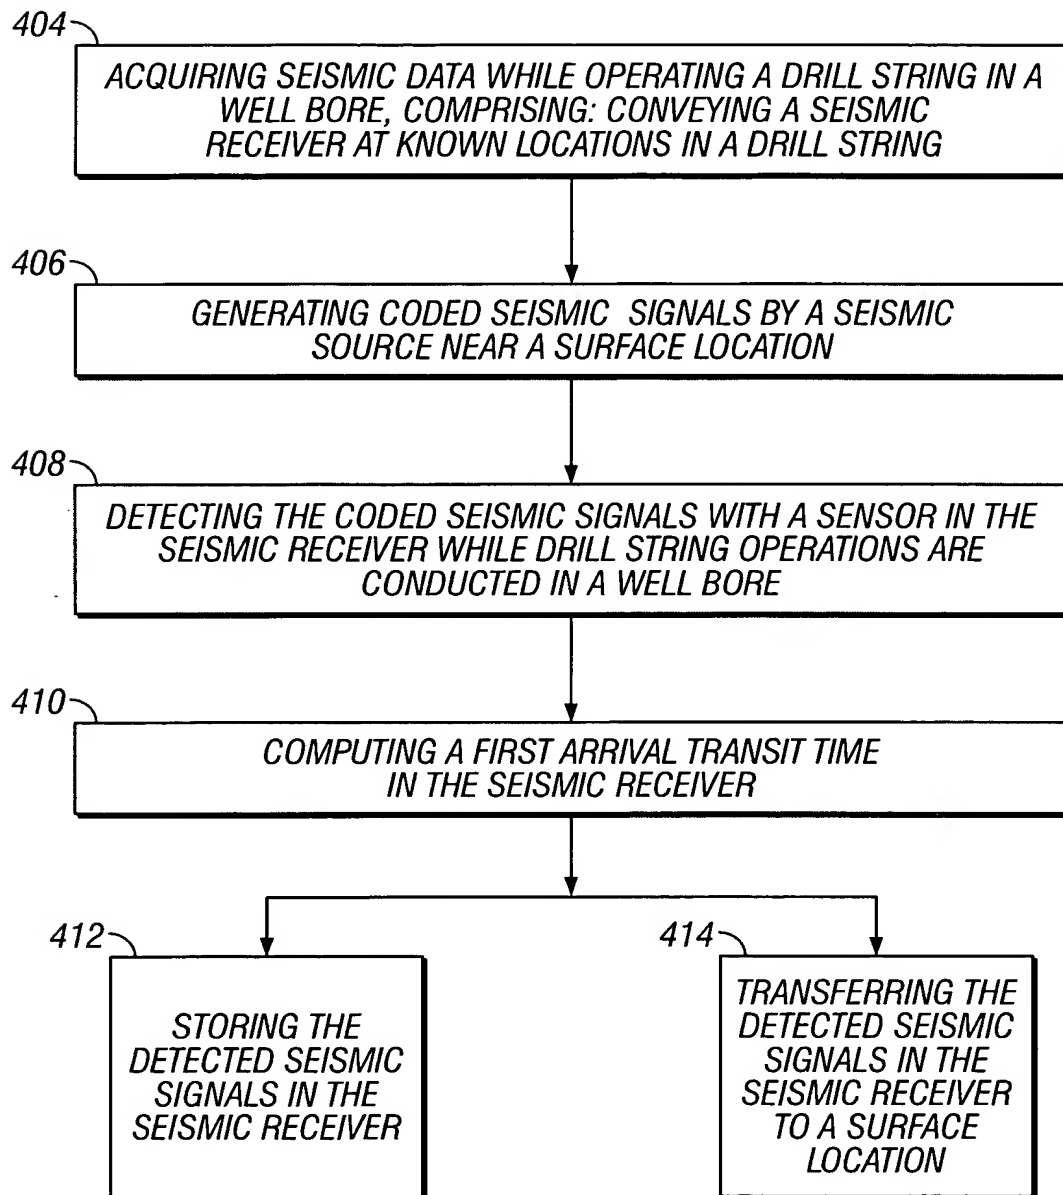 404
ACQUIRING SEISMIC DATA WHILE OPERATING A DRILL STRING IN A
WELL BORE, COMPRISING: CONVEYING A SEISMIC
RECEIVER AT KNOWN LOCATIONS IN A DRILL STRING
406
GENERATING CODED SEISMIC SIGNALS BY A SEISMIC
SOURCE NEAR A SURFACE LOCATION
408
DETECTING THE CODED SEISMIC SIGNALS WITH A SENSOR IN THE
SEISMIC RECEIVER WHILE DRILL STRING OPERATIONS ARE
CONDUCTED IN A WELL BORE
410
COMPUTING A FIRST ARRIVAL TRANSIT TIME
IN THE SEISMIC RECEIVER
412
STORING THE
DETECTED SEISMIC
SIGNALS IN THE
SEISMIC RECEIVER
414
TRANSFERRING THE
DETECTED SEISMIC
SIGNALS IN THE
SEISMIC RECEIVER
TO A SURFACE
LOCATION